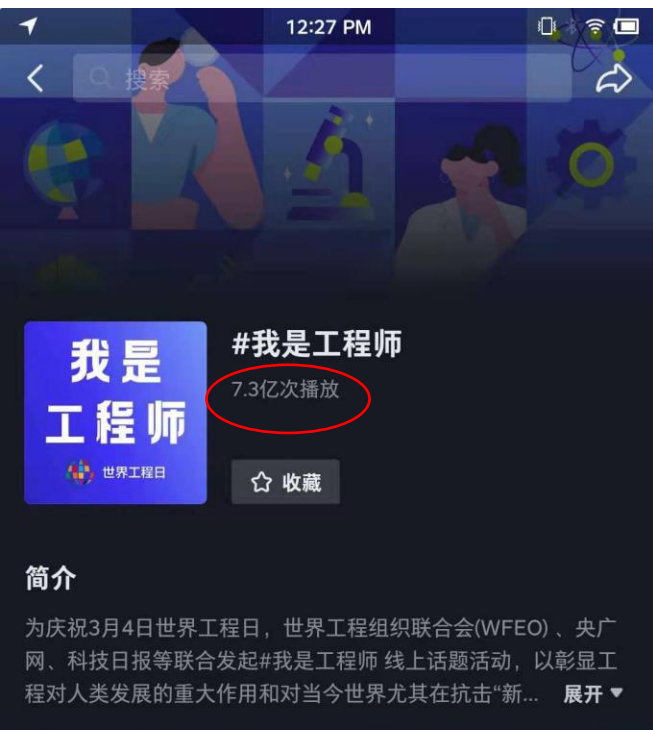 12:27 PM
搜索
我是
工程师
世界工程日
#我是工程师
7.3亿次播放
收藏
简介
为庆祝3月4日世界工程日，世界工程组织联合会(WFEO) 、央广
网、科技日报等联合发起#我是工程师 线上话题活动，以彰显工
程对人类发展的重大作用和对当今世界尤其在抗击“新... 展开